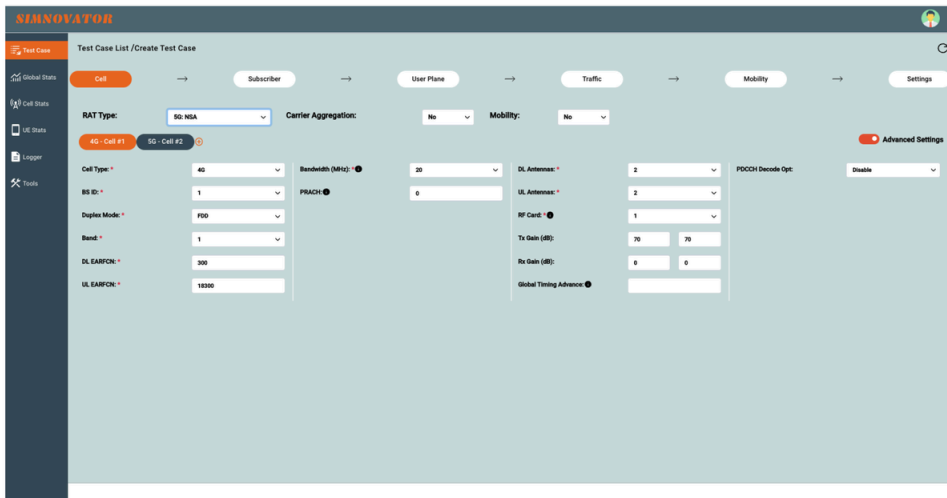 SIMNOVATOR
Test Case
Global Stats
Cell Stats
UE Stats
Logger
Tools
Test Case List /Create Test Case
Cell → Subscriber → User Plane → Traffic → Mobility → Settings
RAT Type: 5G: NSA Carrier Aggregation: No Mobility: No
4G - Cell #1 5G - Cell #2 Advanced Settings
Cell Type: * 4G Bandwidth (MHz): * 20 DL Antennas: * 2 PDCCH Decode Opt: Disable
BS ID: * 1 PRACH: 0 UL Antennas: * 2
Duplex Mode: * FDD RF Card: * 1
Band: * 1 Tx Gain (dB): 70 70
DL EARFCN: * 300 Rx Gain (dB): 6 0
UL EARFCN: * 18300 Global Timing Advance: